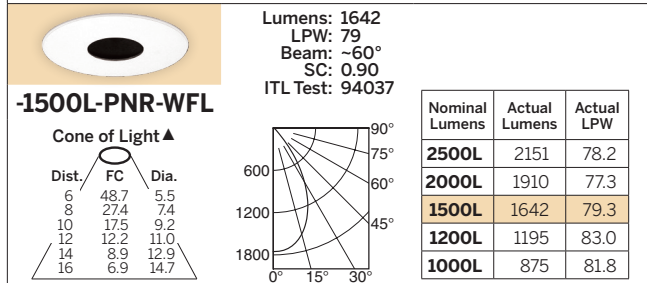 Lumens: 1642
LPW: 79
Beam: ~60°
SC: 0.90
ITL Test: 94037
-1500L-PNR-WFL
Cone of Light▲
Dist. FC Dia.
6 48.7 5.5
8 27.4 7.4
10 17.5 9.2
12 12.2 11.0
14 8.9 12.9
16 6.9 14.7
90°
75°
600
60°
1200
45°
1800
0° 15° 30°
Nominal Lumens Actual Lumens Actual LPW
2500L 2151 78.2
2000L 1910 77.3
1500L 1642 79.3
1200L 1195 83.0
1000L 875 81.8